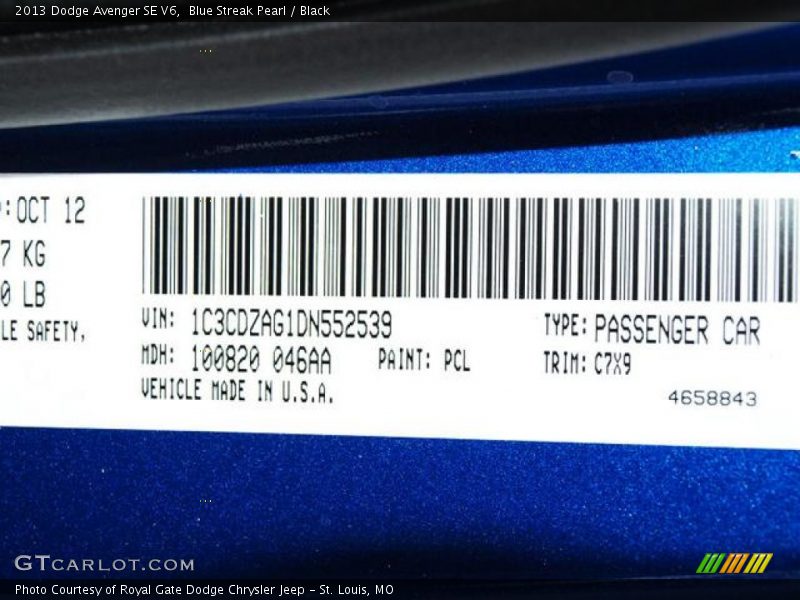 2013 Dodge Avenger SE V6, Blue Streak Pearl / Black
:OCT 12
7 KG
0 LB
LE SAFETY,
VIN: 1C3CDZAG1DN552539
TYPE: PASSENGER CAR
MDH: 100820 046AA PAINT: PCL
TRIM: C7X9
VEHICLE MADE IN U.S.A.
4658843
GTCARLOT.COM
Photo Courtesy of Royal Gate Dodge Chrysler Jeep - St. Louis, MO